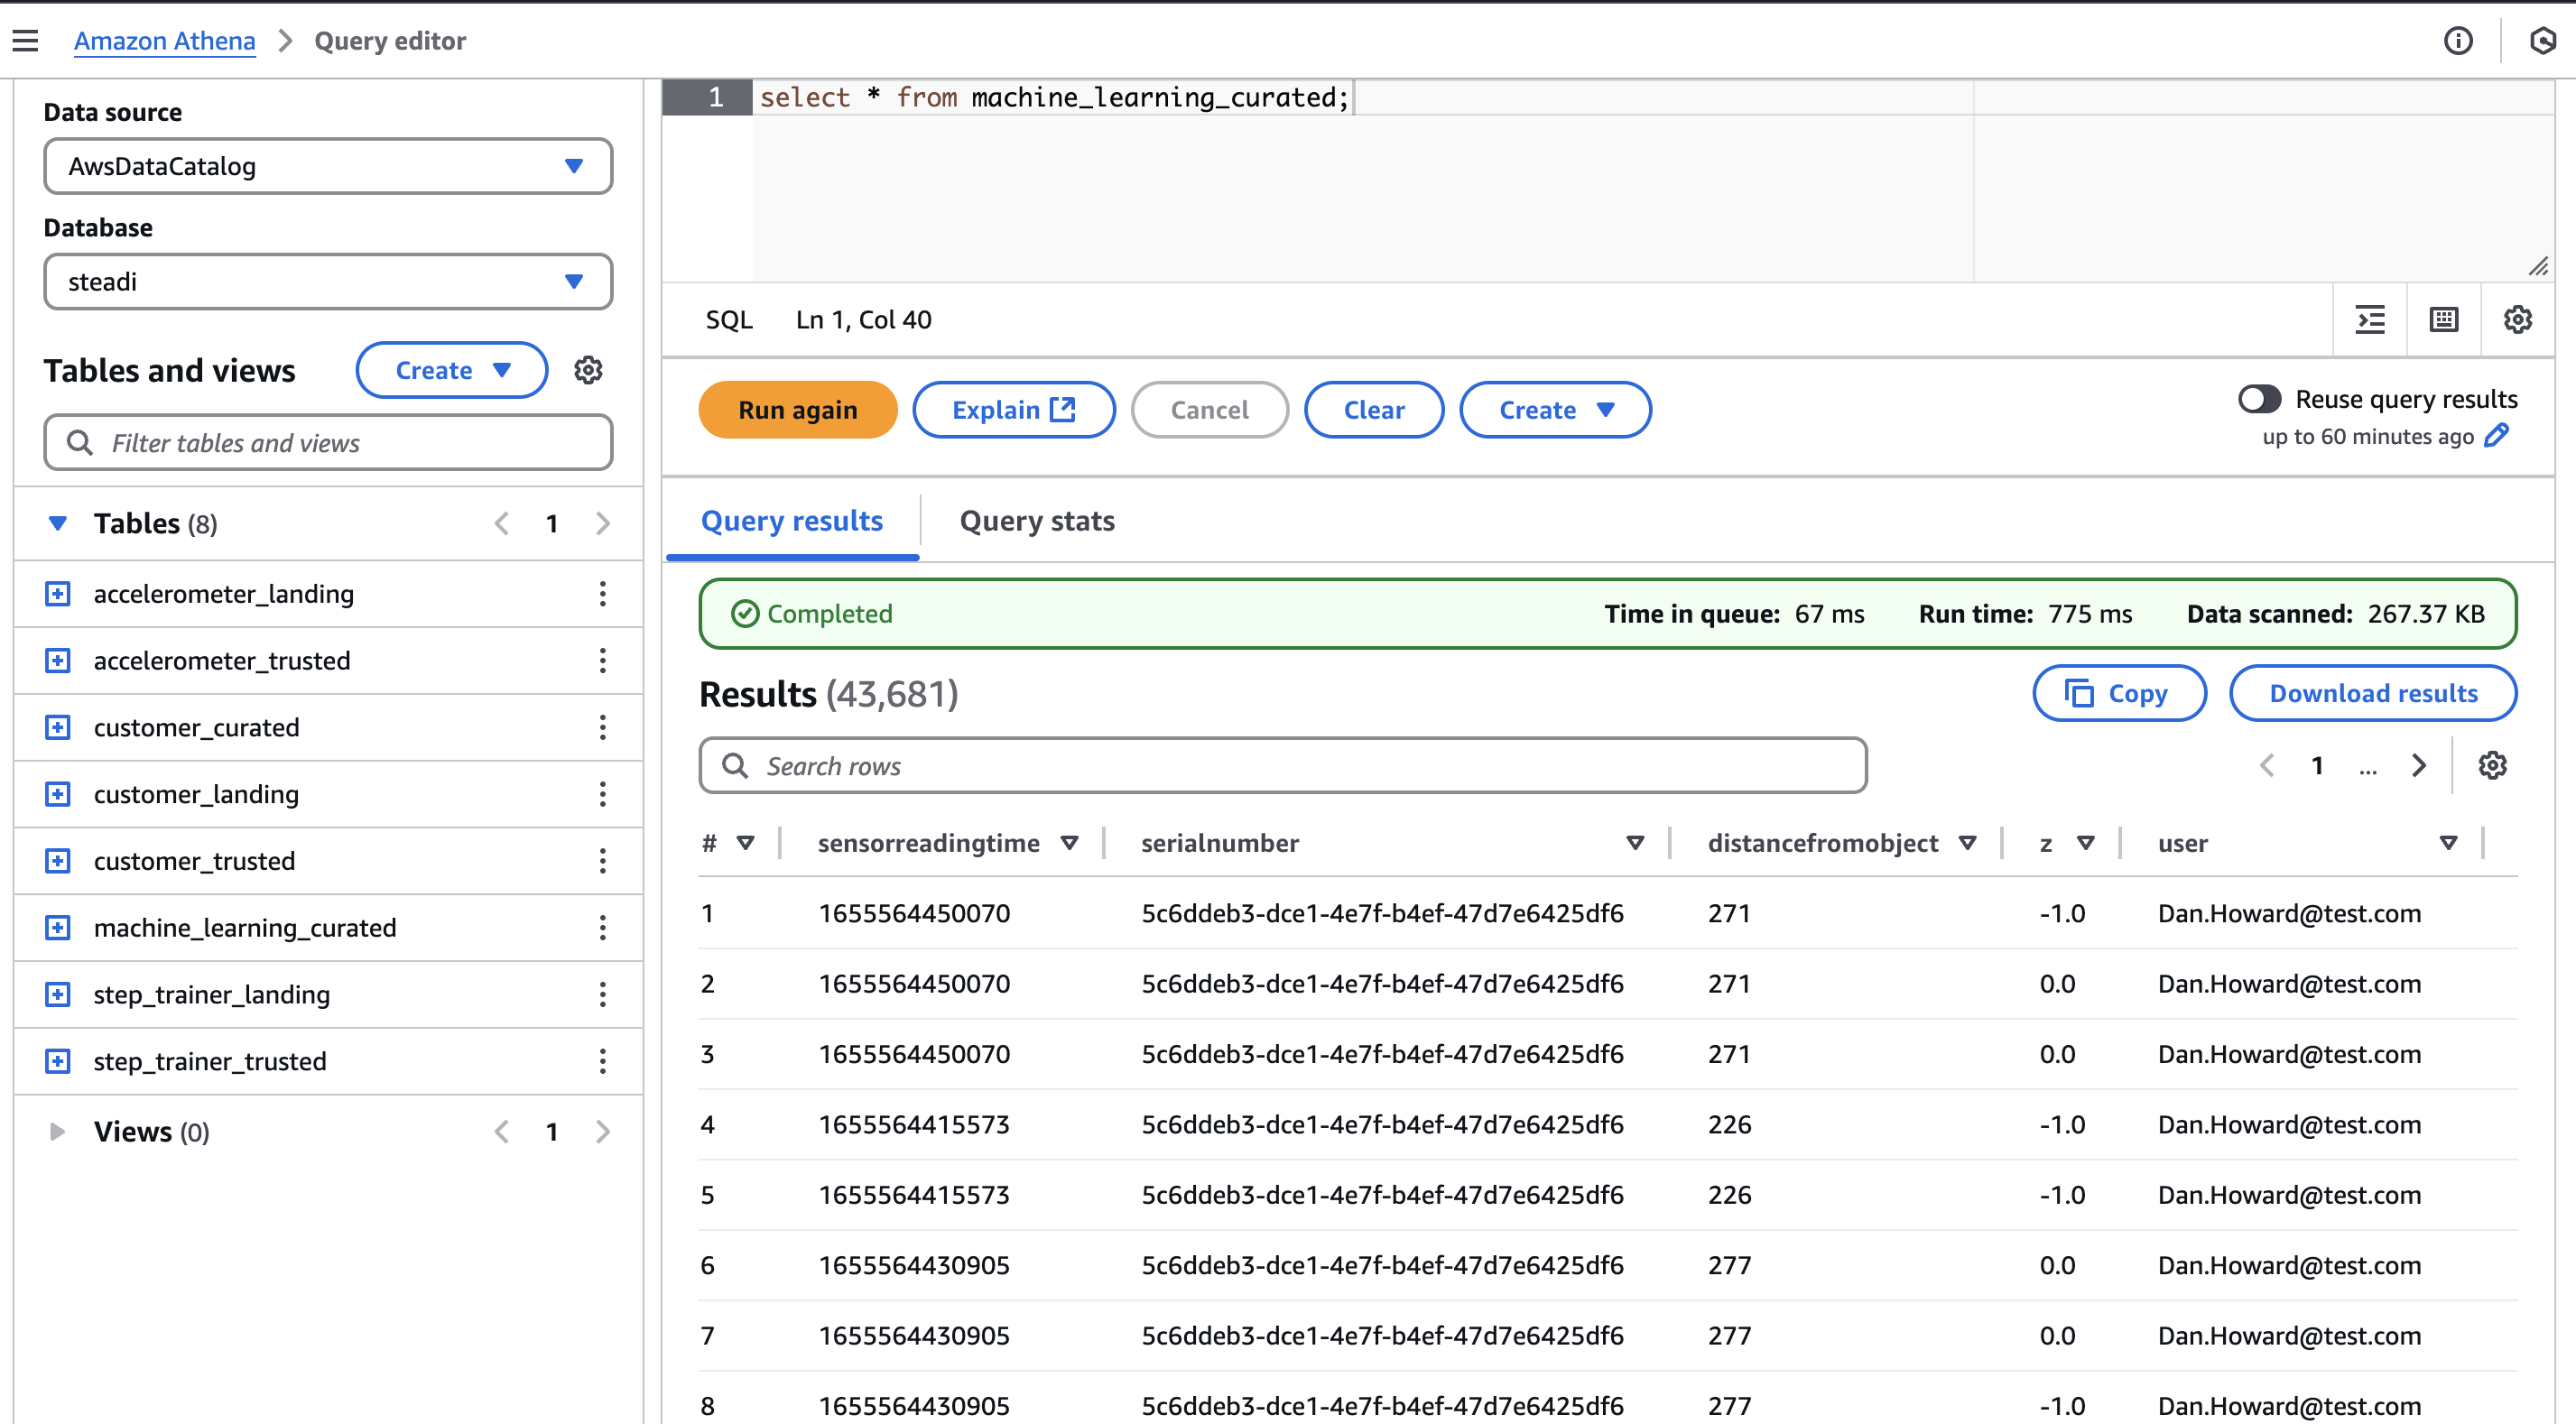 Amazon Athena > Query editor
Data source
AwsDataCatalog
Database
steadi
Tables and views
Create
Filter tables and views
Tables (8)
1
accelerometer_landing
accelerometer_trusted
customer_curated
customer_landing
customer_trusted
machine_learning_curated
step_trainer_landing
step_trainer_trusted
Views (0)
1
1 select * from machine_learning_curated;
SQL Ln 1, Col 40
Run again Explain Cancel Clear Create
Reuse query results
up to 60 minutes ago
Query results Query stats
Completed Time in queue: 67 ms Run time: 775 ms Data scanned: 267.37 KB
Results (43,681)
Copy Download results
Search rows
1 ...
# sensorreadingtime serialnumber distancefromobject z user
1 1655564450070 5c6ddeb3-dce1-4e7f-b4ef-47d7e6425df6 271 -1.0 Dan.Howard@test.com
2 1655564450070 5c6ddeb3-dce1-4e7f-b4ef-47d7e6425df6 271 0.0 Dan.Howard@test.com
3 1655564450070 5c6ddeb3-dce1-4e7f-b4ef-47d7e6425df6 271 0.0 Dan.Howard@test.com
4 1655564415573 5c6ddeb3-dce1-4e7f-b4ef-47d7e6425df6 226 -1.0 Dan.Howard@test.com
5 1655564415573 5c6ddeb3-dce1-4e7f-b4ef-47d7e6425df6 226 -1.0 Dan.Howard@test.com
6 1655564430905 5c6ddeb3-dce1-4e7f-b4ef-47d7e6425df6 277 0.0 Dan.Howard@test.com
7 1655564430905 5c6ddeb3-dce1-4e7f-b4ef-47d7e6425df6 277 0.0 Dan.Howard@test.com
8 1655564430905 5c6ddeb3-dce1-4e7f-b4ef-47d7e6425df6 277 -1.0 Dan.Howard@test.com